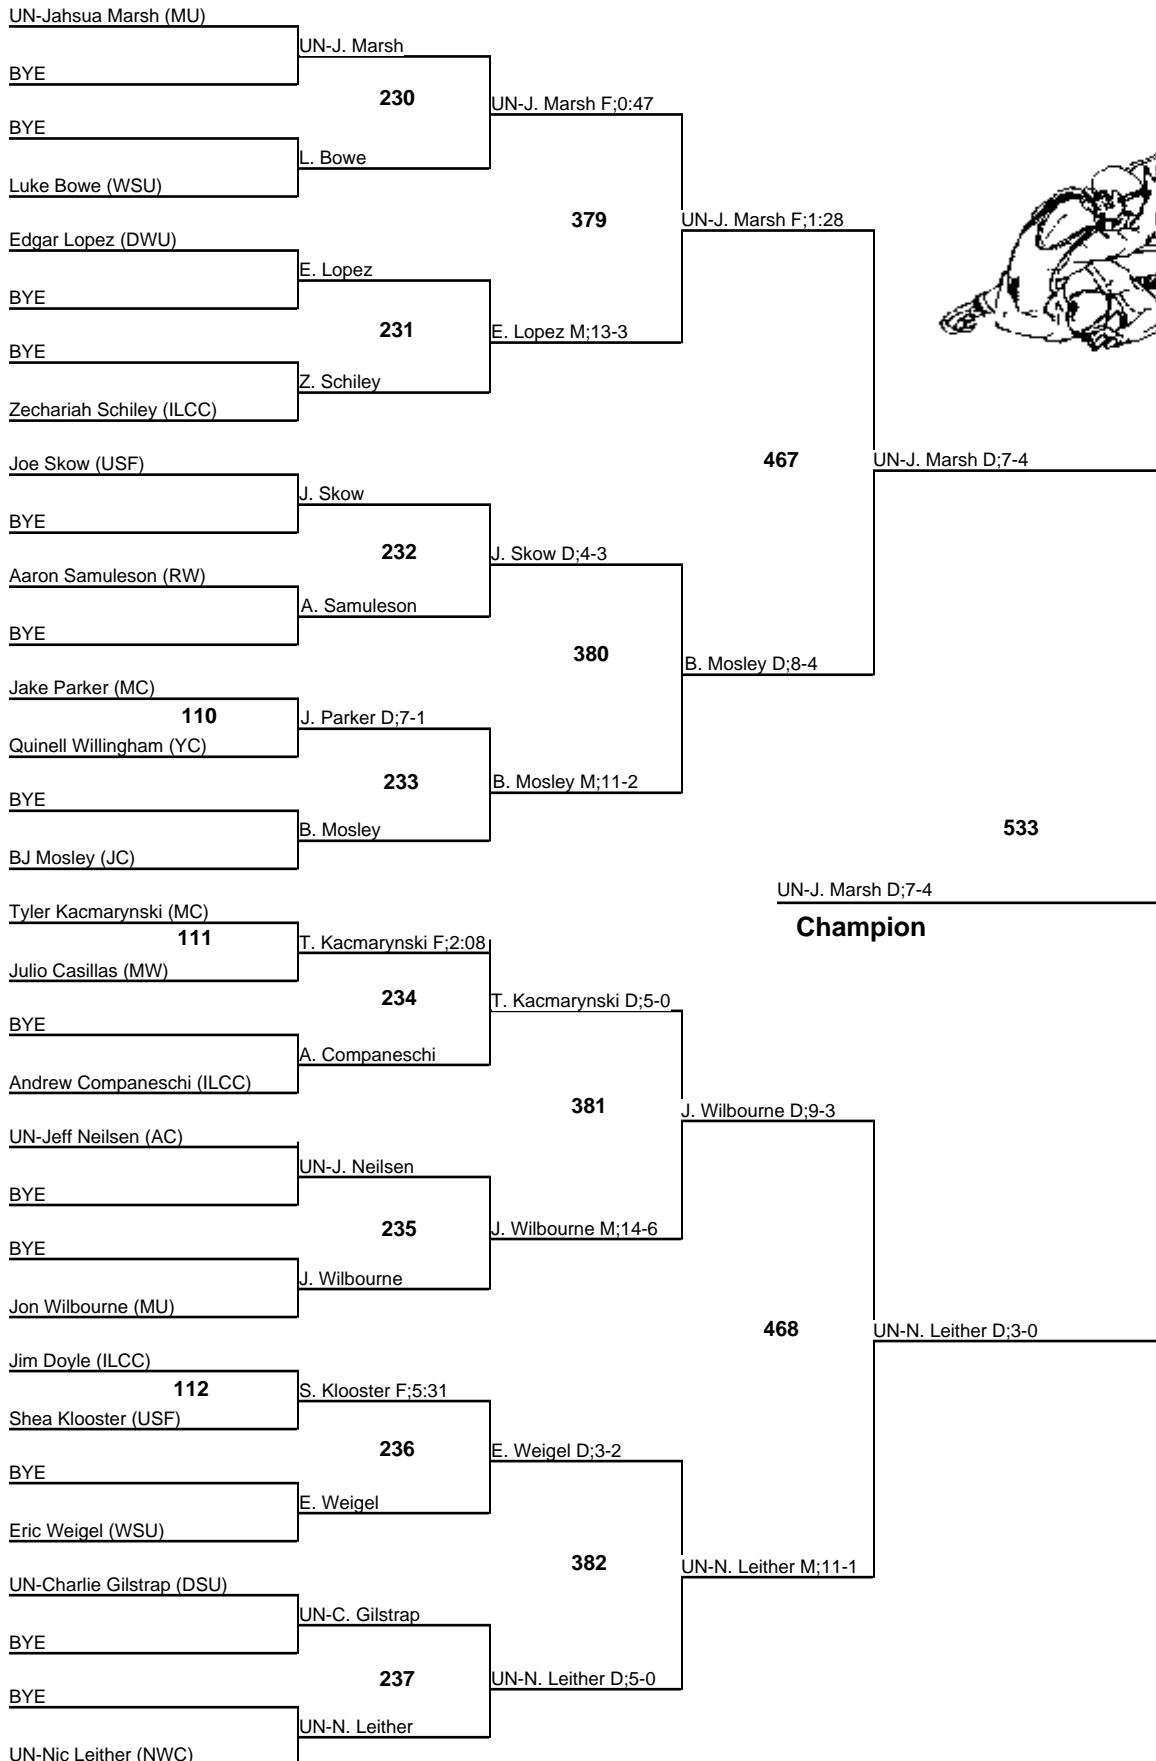 UN-Jahsua Marsh (MU)
UN-J. Marsh
BYE
230
UN-J. Marsh F;0:47
BYE
L. Bowe
Luke Bowe (WSU)
379
UN-J. Marsh F;1:28
Edgar Lopez (DWU)
E. Lopez
BYE
231
E. Lopez M;13-3
BYE
Z. Schiley
Zechariah Schiley (ILCC)
467
UN-J. Marsh D;7-4
Joe Skow (USF)
J. Skow
BYE
232
J. Skow D;4-3
Aaron Samuleson (RW)
A. Samuleson
BYE
380
B. Mosley D;8-4
Jake Parker (MC)
110
J. Parker D;7-1
Quinell Willingham (YC)
233
B. Mosley M;11-2
BYE
B. Mosley
BJ Mosley (JC)
533
UN-J. Marsh D;7-4
Champion
Tyler Kacmarynski (MC)
111
T. Kacmarynski F;2:08
Julio Casillas (MW)
234
T. Kacmarynski D;5-0
BYE
A. Companeschi
Andrew Companeschi (ILCC)
381
J. Wilbourne D;9-3
UN-Jeff Neilsen (AC)
UN-J. Neilsen
BYE
235
J. Wilbourne M;14-6
BYE
J. Wilbourne
Jon Wilbourne (MU)
468
UN-N. Leither D;3-0
Jim Doyle (ILCC)
112
S. Klooster F;5:31
Shea Klooster (USF)
236
E. Weigel D;3-2
BYE
E. Weigel
Eric Weigel (WSU)
382
UN-N. Leither M;11-1
UN-Charlie Gilstrap (DSU)
UN-C. Gilstrap
BYE
237
UN-N. Leither D;5-0
BYE
UN-N. Leither
UN-Nic Leither (NWC)